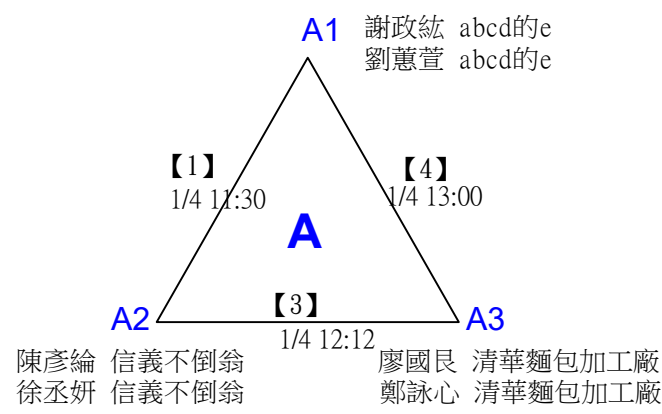 A1
謝政紘 abcd的e
劉蕙萱 abcd的e
【1】
1/4 11:30
【4】
1/4 13:00
A
【3】
1/4 12:12
A2
陳彥綸 信義不倒翁
徐丞妍 信義不倒翁
A3
廖國良 清華麵包加工廠
鄭詠心 清華麵包加工廠